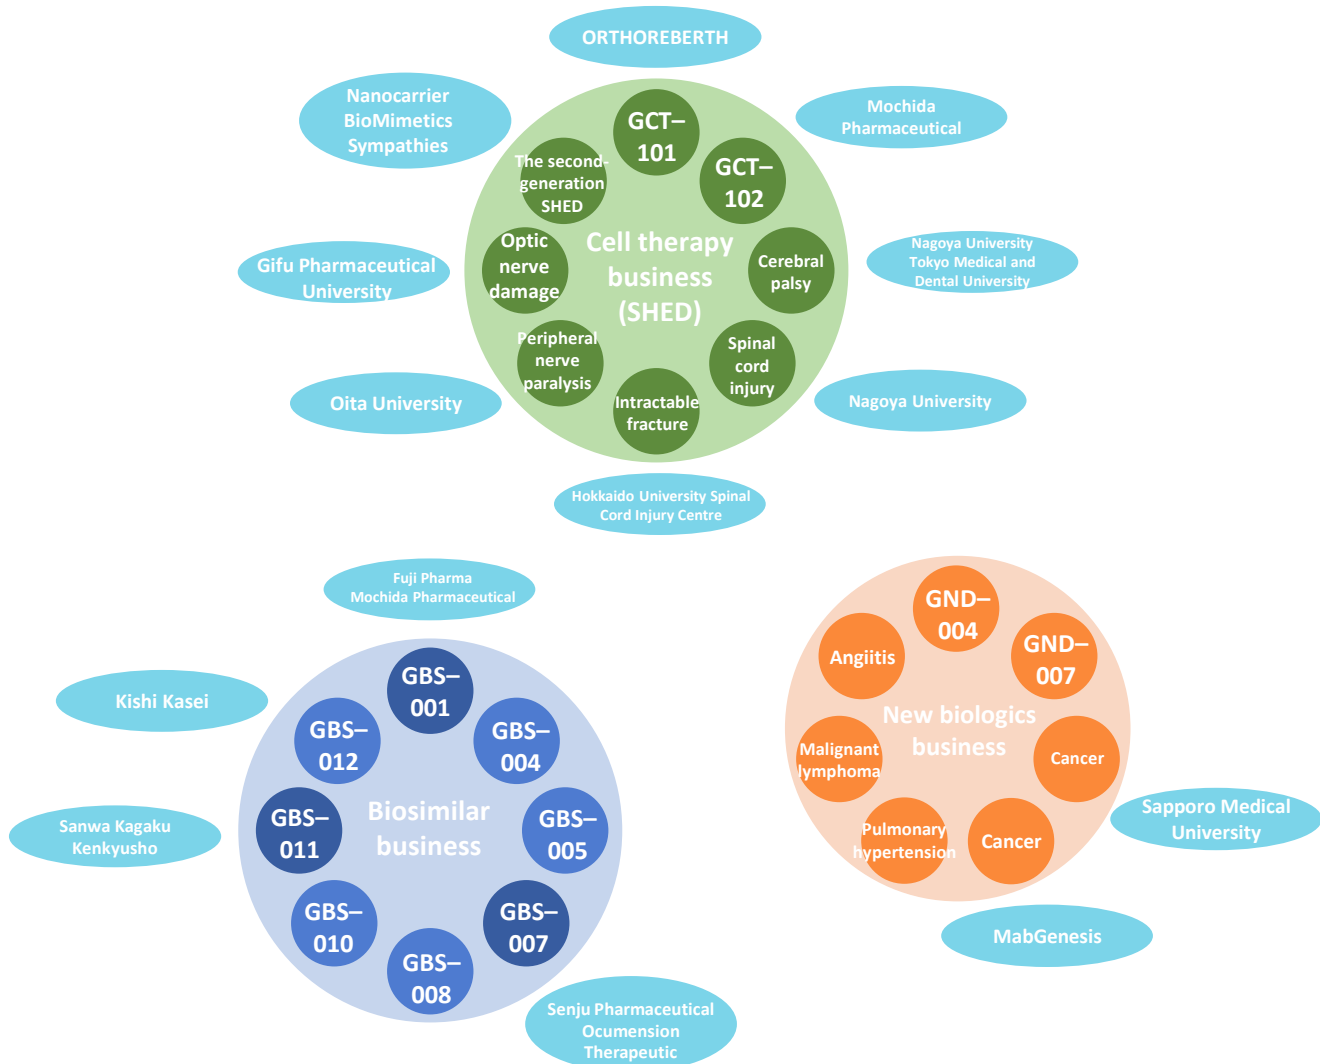 ORTHOREBERTH
Nanocarrier
BioMimetics
Sympathies
Mochida
Pharmaceutical
GCT–
101
GCT–
102
The second-
generation
SHED
Optic
nerve
damage
Cell therapy
business
(SHED)
Cerebral
palsy
Nagoya University
Tokyo Medical and
Dental University
Gifu Pharmaceutical
University
Peripheral
nerve
paralysis
Spinal
cord
injury
Intractable
fracture
Oita University
Nagoya University
Hokkaido University Spinal
Cord Injury Centre
Fuji Pharma
Mochida Pharmaceutical
Kishi Kasei
GBS–
001
GBS–
012
GBS–
004
Sanwa Kagaku
Kenkyusho
GBS–
011
Biosimilar
business
GBS–
005
GBS–
010
GBS–
007
GBS–
008
Senju Pharmaceutical
Ocumension
Therapeutic
GND–
004
Angiitis
GND–
007
New biologics
business
Malignant
lymphoma
Cancer
Pulmonary
hypertension
Cancer
Sapporo Medical
University
MabGenesis